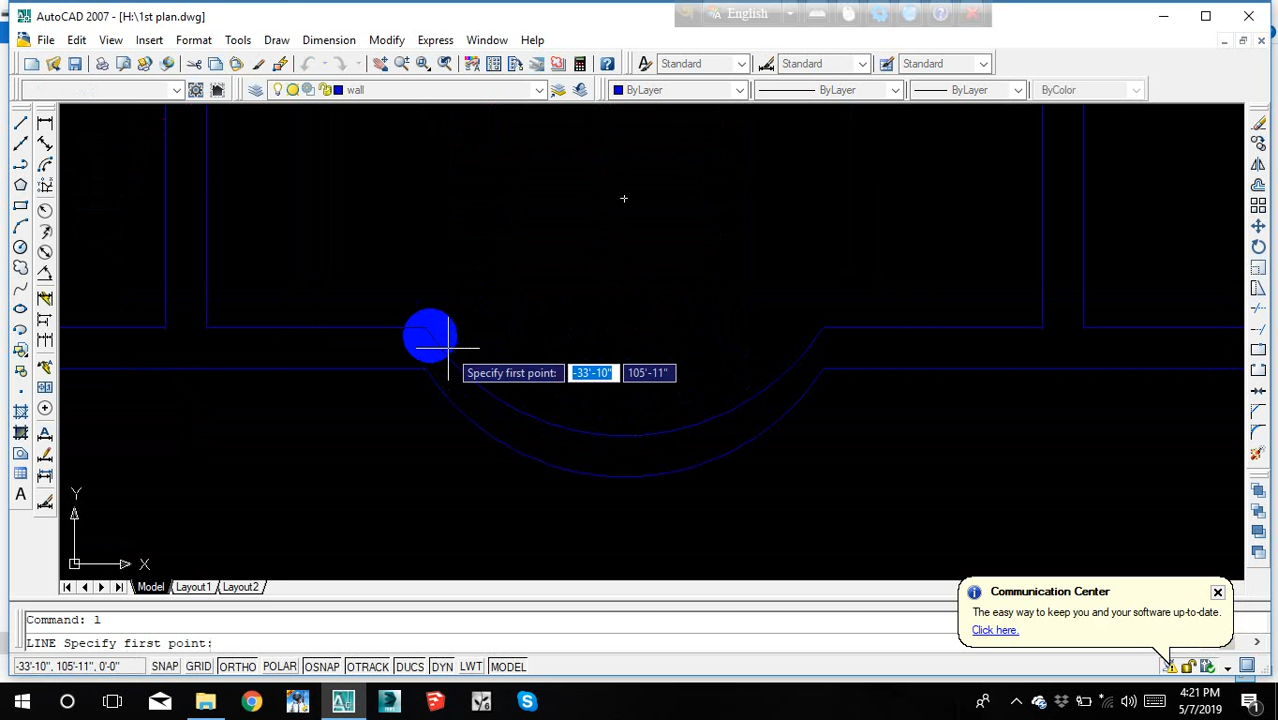 AutoCAD 2007 - [H:\1st plan.dwg]
English
File Edit View Insert Format Tools Draw Dimension Modify Express Window Help
Standard Standard Standard
wall ByLayer ByLayer ByLayer ByColor
Specify first point: -33'-10" 105'-11"
Y
X
Model Layout1 Layout2
Communication Center
The easy way to keep you and your software up-to-date.
Click here.
Command: l
LINE Specify first point:
-33'-10", 105'-11", 0'-0" SNAP GRID ORTHO POLAR OSNAP OTRACK DUCS DYN LWT MODEL
4:21 PM
5/7/2019